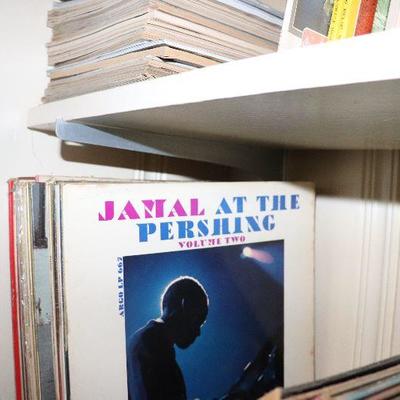 JAMAL AT THE
PERSHING
VOLUME TWO
ARGO LP 667